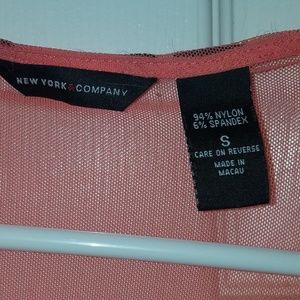 NEW YORK & COMPANY
94% NYLON
6% SPANDEX
S
CARE ON REVERSE
MADE IN
MACAU